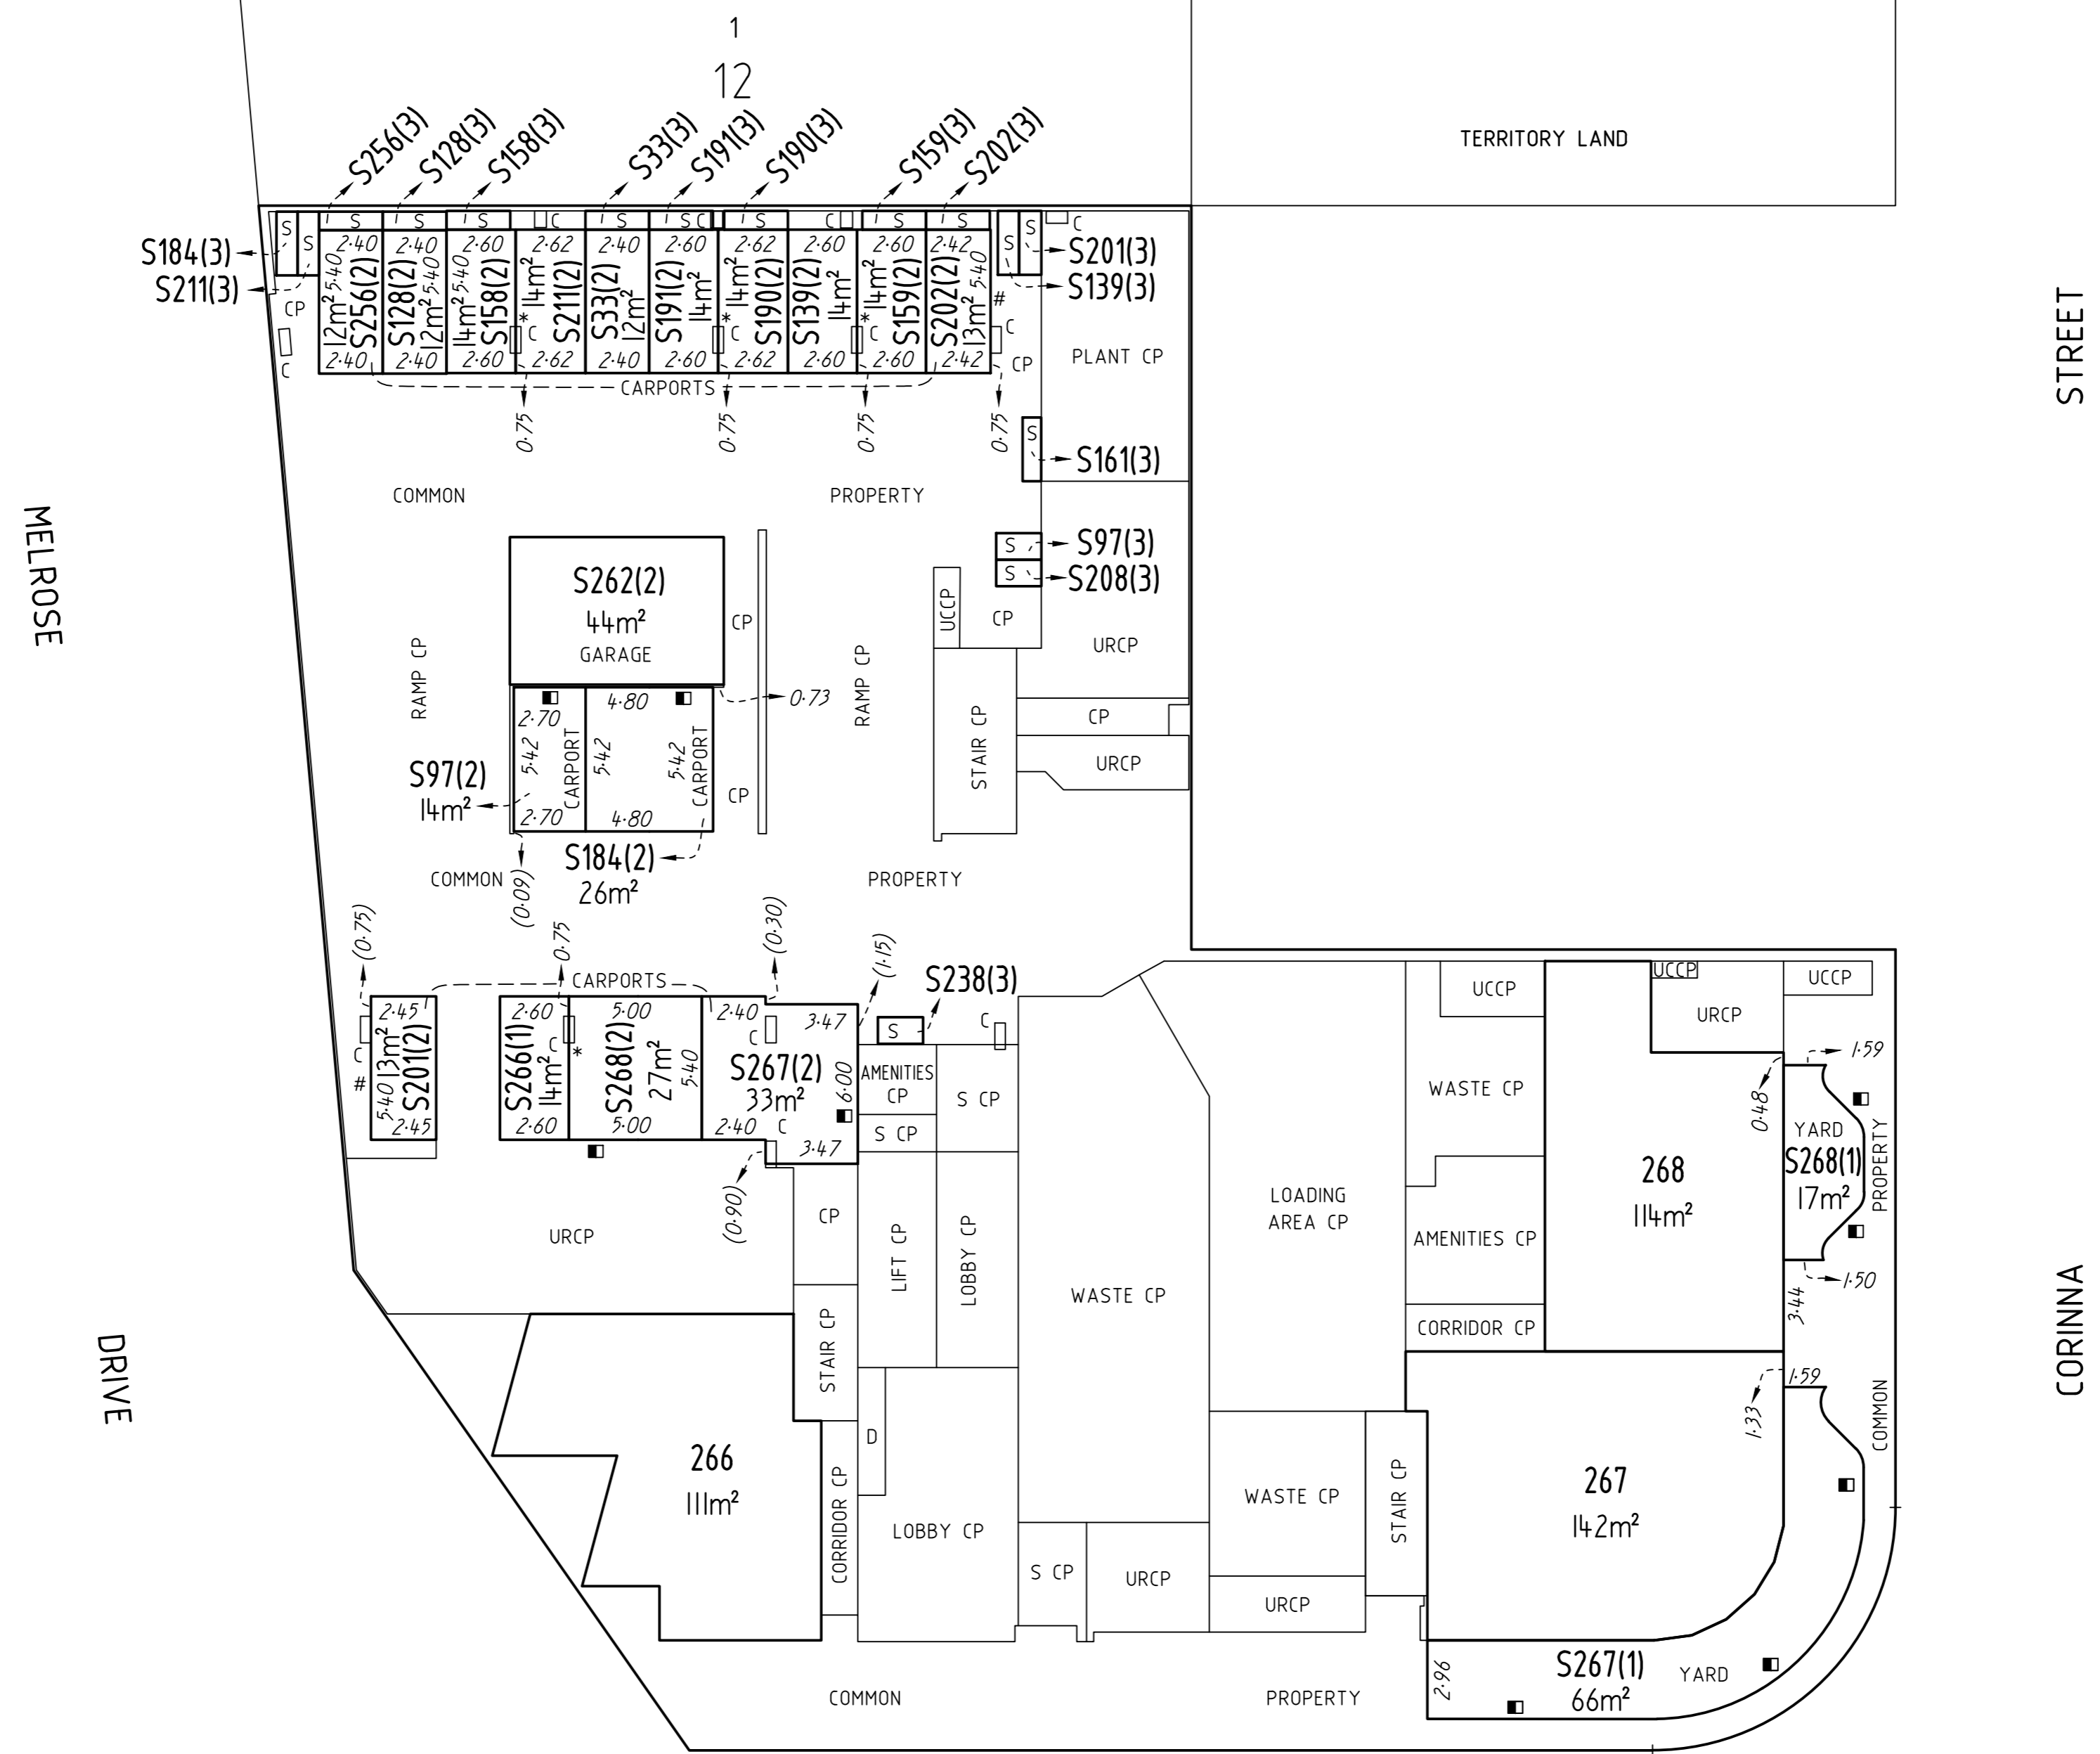 1
12
TERRITORY LAND
S256(3)
S128(3)
S158(3)
S33(3)
S191(3)
S190(3)
S159(3)
S202(3)
S184(3)
S211(3)
S
S
S
S
S
C
S
S
C
S
C
S
S
S
S
C
S201(3)
S139(3)
2·40
2·40
2·60
2·62
2·40
2·60
2·62
2·60
2·60
2·42
12m² 5·40
S256(2)
S128(2)
12m² 5·40
14m² 5·40
S158(2)
* 14m²
C
S211(2)
S33(2)
12m²
S191(2)
14m²
14m²
C
S190(2)
S139(2)
14m²
* 14m²
C
S159(2)
S202(2)
13m² 5·40
#
C
CP
CP
C
2·40
2·40
2·60
2·62
2·40
2·60
2·62
2·60
2·60
2·42
CARPORTS
0·75
0·75
0·75
0·75
PLANT CP
STREET
S
S161(3)
COMMON
PROPERTY
MELROSE
S
S97(3)
S
S208(3)
S262(2)
44m²
GARAGE
CP
UCCP
CP
URCP
RAMP CP
RAMP CP
0·73
STAIR CP
CP
URCP
2·70
4·80
5·42
CARPORT
5·42
5·42
CARPORT
CP
S97(2)
14m²
2·70
4·80
S184(2)
26m²
COMMON
(0·09)
PROPERTY
(0·75)
0·75
(0·30)
(1·15)
CARPORTS
S238(3)
S
C
2·45
5·40 13m²
S201(2)
2·45
C
#
2·60
S266(1)
14m²
2·60
C
*
5·00
S268(2)
27m²
5·40
5·00
2·40
3·47
C
S267(2)
33m²
6·00
2·40
C
3·47
(0·90)
AMENITIES
CP
S CP
S CP
UCCP
UCCP
UCCP
URCP
WASTE CP
1·59
0·48
YARD
S268(1)
17m²
PROPERTY
268
114m²
LOADING
AREA CP
AMENITIES CP
CORRIDOR CP
1·50
3·44
URCP
CP
LIFT CP
LOBBY CP
WASTE CP
STAIR CP
DRIVE
CORINNA
1·59
1·33
COMMON
D
266
111m²
CORRIDOR CP
LOBBY CP
WASTE CP
STAIR CP
267
142m²
S CP
URCP
URCP
2·96
S267(1)
66m²
YARD
COMMON
PROPERTY